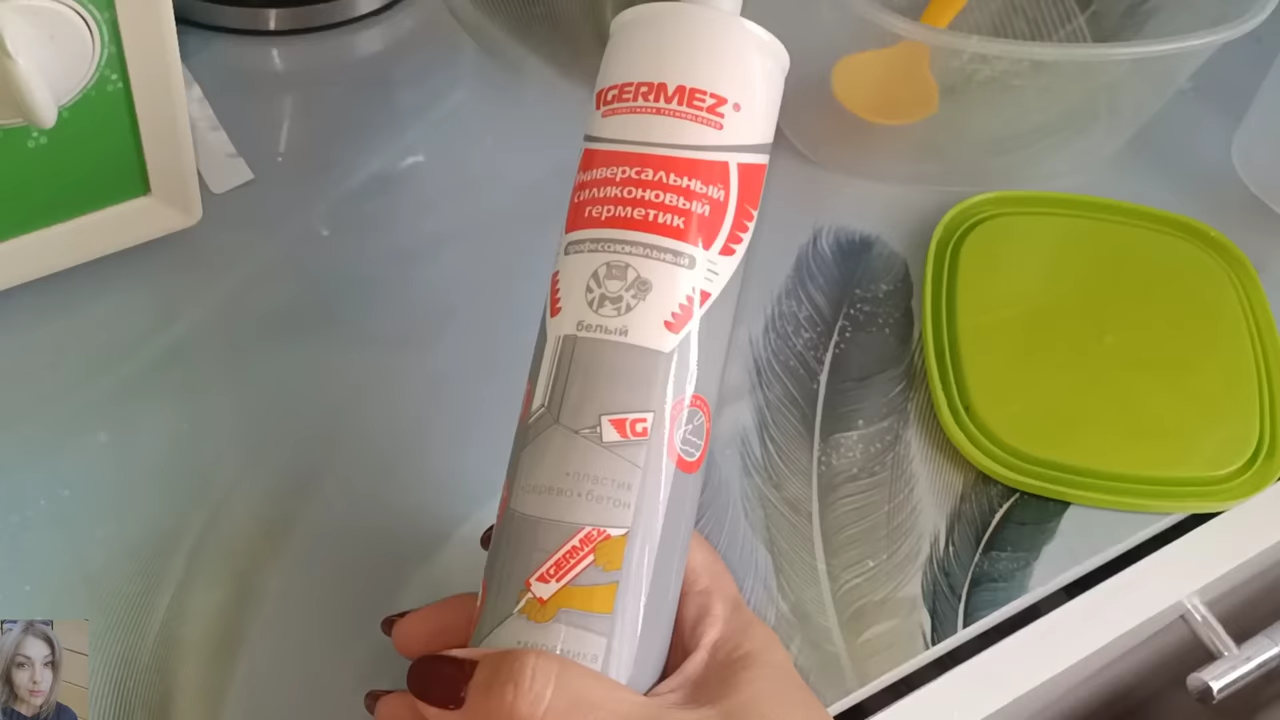 GERMEZ
Универсальный
силиконовый
герметик
профессиональный
белый
G
•пластик
•дерево•бетон
GERMEZ
•керамика